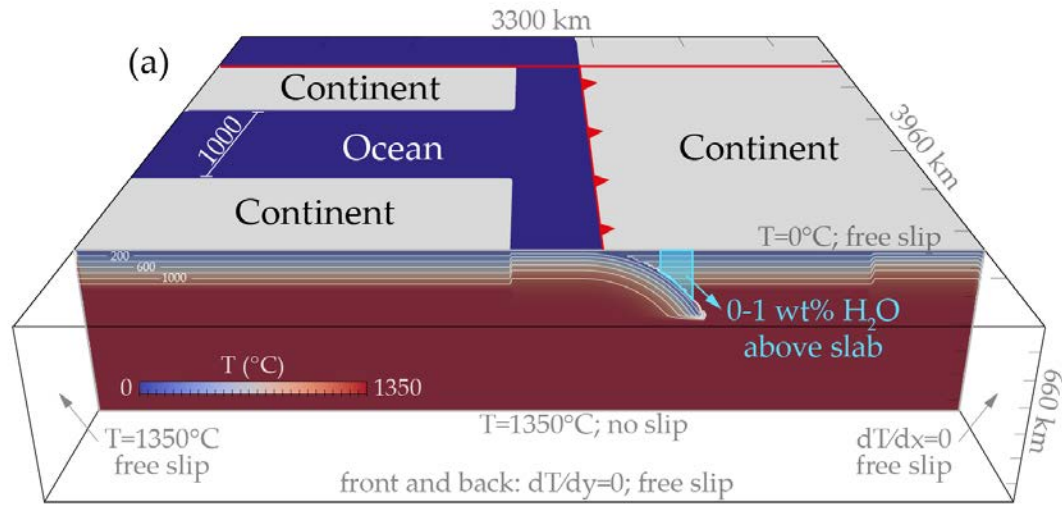 3300 km
(a)
Continent
1000
Ocean
Continent
3960 km
Continent
T=0°C; free slip
200
600
1000
0-1 wt% H₂O
above slab
T (°C)
0
1350
660 km
T=1350°C
free slip
T=1350°C; no slip
dT/dx=0
free slip
front and back: dT/dy=0; free slip